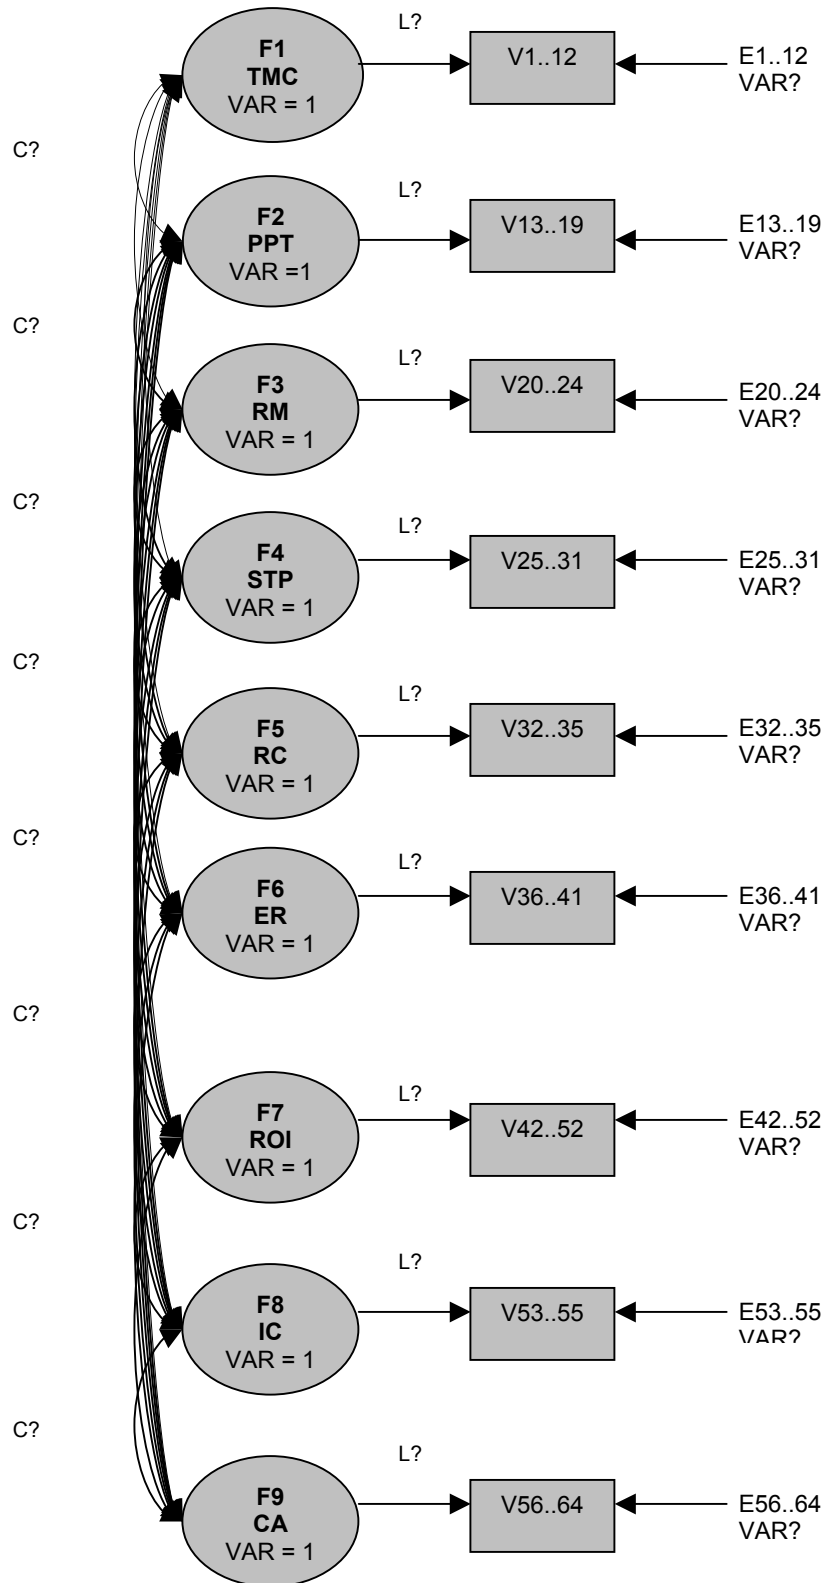 L?
F1
TMC
VAR = 1
V1..12
E1..12
VAR?
C?
L?
F2
PPT
VAR =1
V13..19
E13..19
VAR?
C?
L?
F3
RM
VAR = 1
V20..24
E20..24
VAR?
C?
L?
F4
STP
VAR = 1
V25..31
E25..31
VAR?
C?
L?
F5
RC
VAR = 1
V32..35
E32..35
VAR?
C?
L?
F6
ER
VAR = 1
V36..41
E36..41
VAR?
C?
L?
F7
ROI
VAR = 1
V42..52
E42..52
VAR?
C?
L?
F8
IC
VAR = 1
V53..55
E53..55
VAR?
C?
L?
F9
CA
VAR = 1
V56..64
E56..64
VAR?